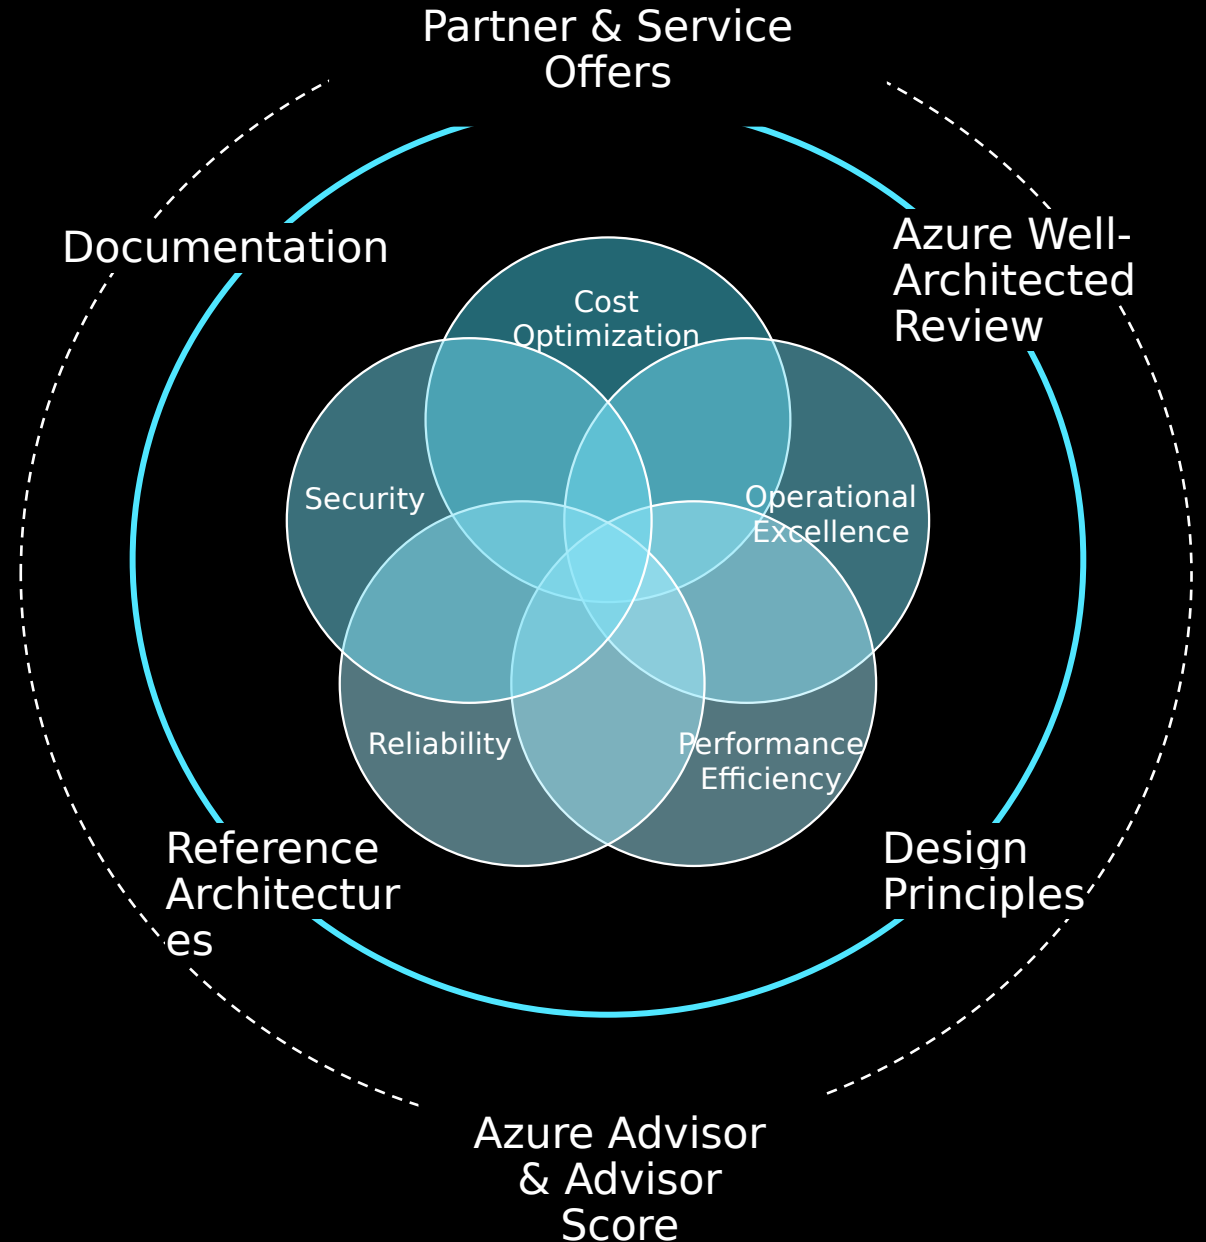 Partner & Service
Offers
Documentation
Azure Well-
Architected
Review
Cost
Optimization
Security
Operational
Excellence
Reliability
Performance
Efficiency
Reference
Architectur
es
Design
Principles
Azure Advisor
& Advisor
Score